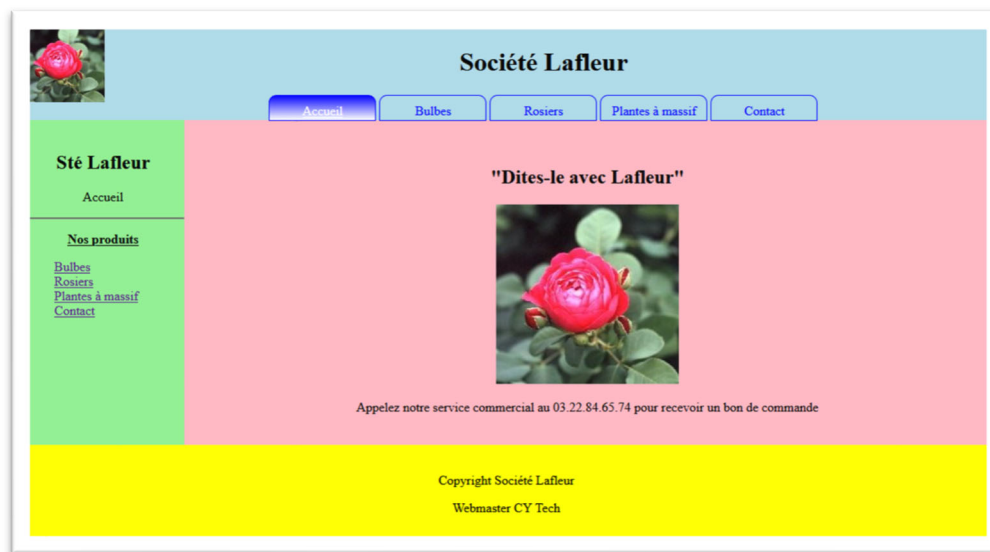 Société Lafleur
Accueil Bulbes Rosiers Plantes à massif Contact
Sté Lafleur
Accueil
Nos produits
Bulbes
Rosiers
Plantes à massif
Contact
"Dites-le avec Lafleur"
Appelez notre service commercial au 03.22.84.65.74 pour recevoir un bon de commande
Copyright Société Lafleur
Webmaster CY Tech